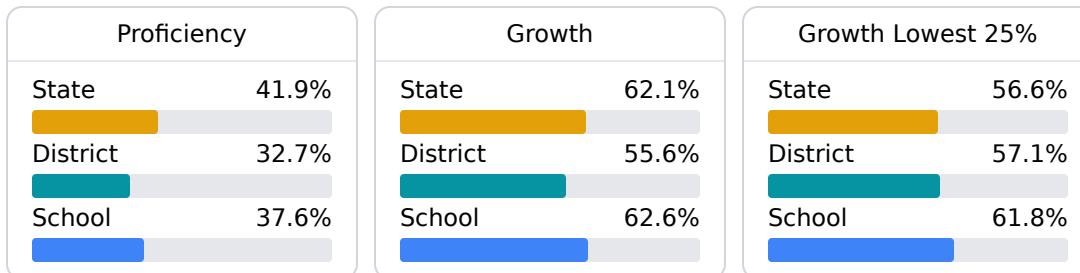 Proficiency
State 41.9%
District 32.7%
School 37.6%
Growth
State 62.1%
District 55.6%
School 62.6%
Growth Lowest 25%
State 56.6%
District 57.1%
School 61.8%